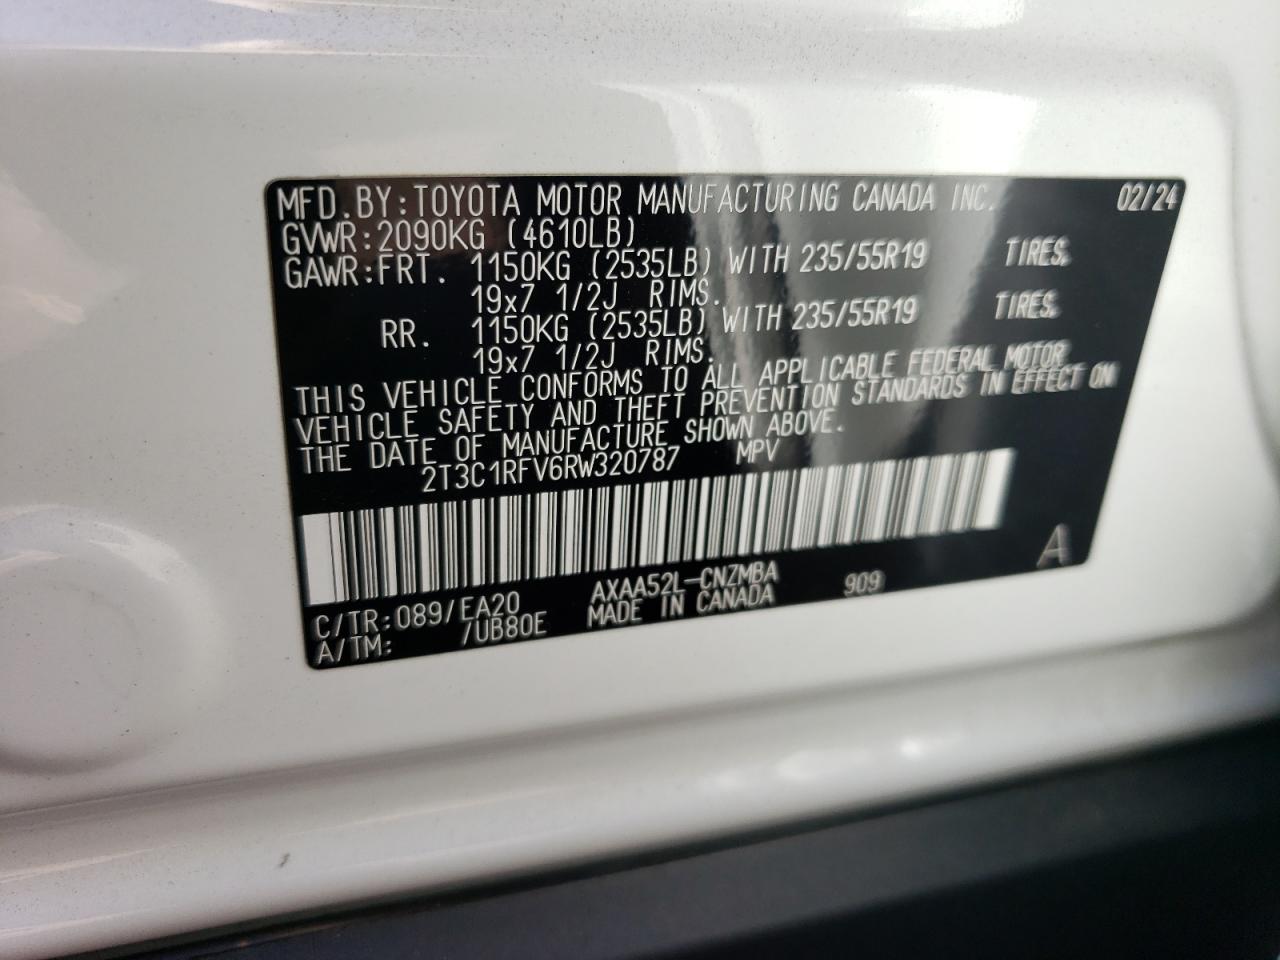 MFD.BY:TOYOTA MOTOR MANUFACTURING CANADA INC. 02/24
GVWR:2090KG (4610LB)
GAWR:FRT. 1150KG (2535LB) WITH 235/55R19 TIRES.
19x7 1/2J RIMS.
RR. 1150KG (2535LB) WITH 235/55R19 TIRES.
19x7 1/2J RIMS.
THIS VEHICLE CONFORMS TO ALL APPLICABLE FEDERAL MOTOR
VEHICLE SAFETY AND THEFT PREVENTION STANDARDS IN EFFECT ON
THE DATE OF MANUFACTURE SHOWN ABOVE.
2T3C1RFV6RW320787 MPV
A
C/TR:089/EA20 AXAA52L-CNZMBA 909
A/TM: /UB80E MADE IN CANADA